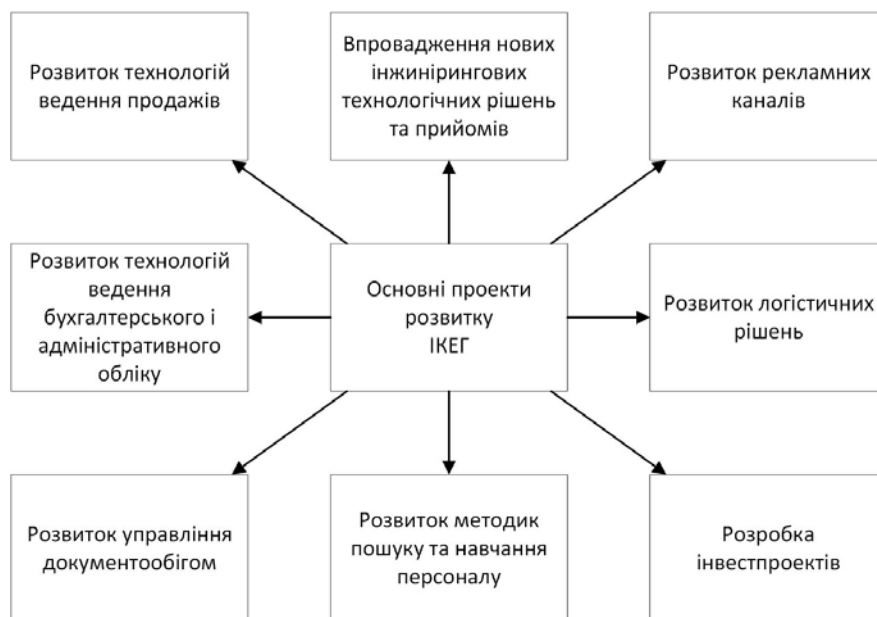 Розвиток технологій
ведення продажів
Впровадження нових
інжинірингових
технологічних рішень
та прийомів
Розвиток рекламних
каналів
Розвиток технологій
ведення
бухгалтерського і
адміністративного
обліку
Основні проекти
розвитку
ІКЕГ
Розвиток логістичних
рішень
Розвиток управління
документообігом
Розвиток методик
пошуку та навчання
персоналу
Розробка
інвестпроектів